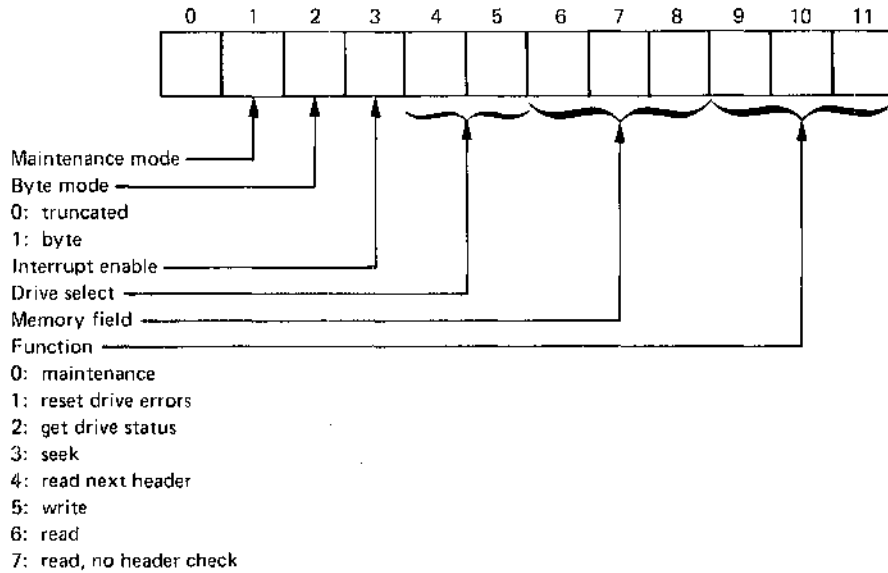 0 1 2 3 4 5 6 7 8 9 10 11
Maintenance mode
Byte mode
0: truncated
1: byte
Interrupt enable
Drive select
Memory field
Function
0: maintenance
1: reset drive errors
2: get drive status
3: seek
4: read next header
5: write
6: read
7: read, no header check